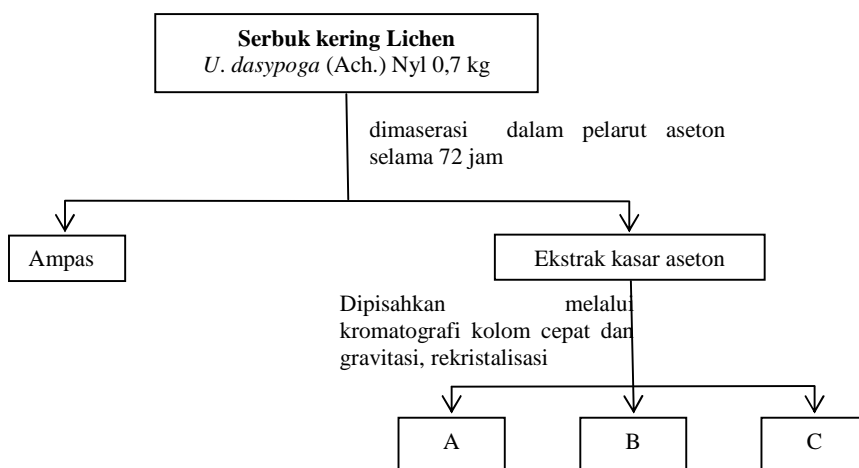 Serbuk kering Lichen
U. dasypoga (Ach.) Nyl 0,7 kg
dimaserasi dalam pelarut aseton
selama 72 jam
Ampas
Ekstrak kasar aseton
Dipisahkan melalui
kromatografi kolom cepat dan
gravitasi, rekristalisasi
A
B
C